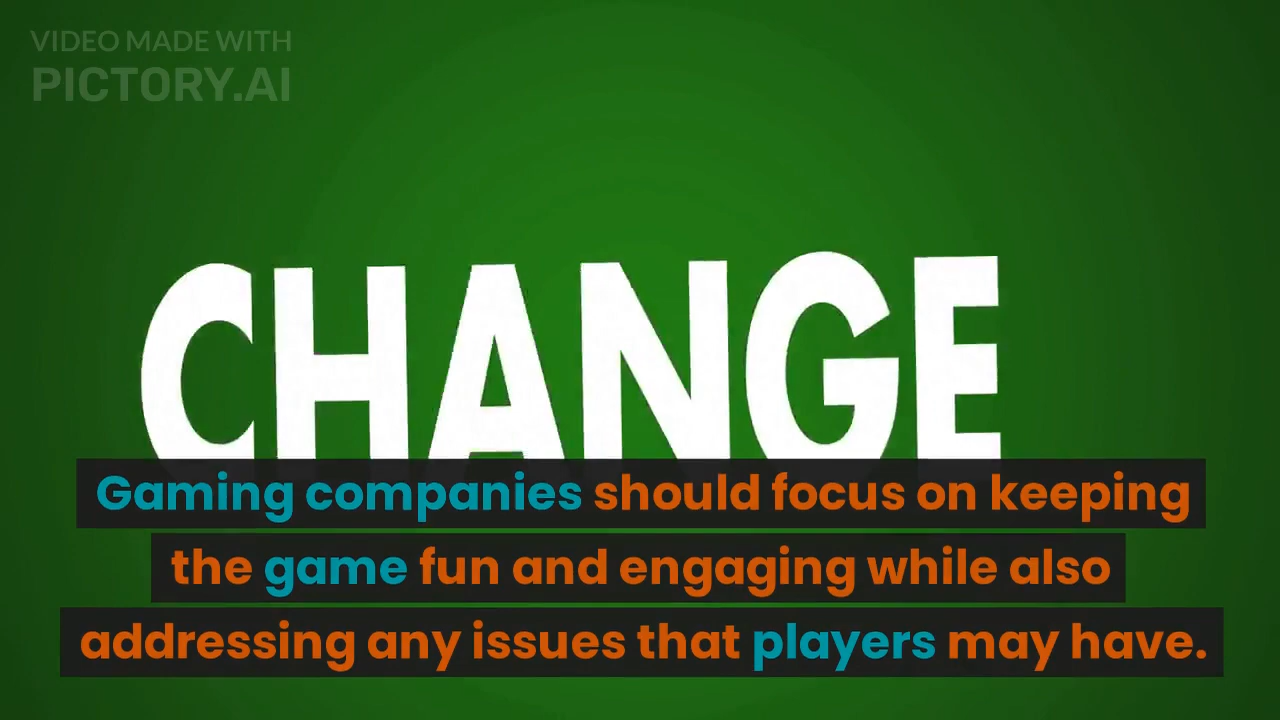 VIDEO MADE WITH
PICTORY.AI
CHANGE
Gaming companies should focus on keeping
the game fun and engaging while also
addressing any issues that players may have.